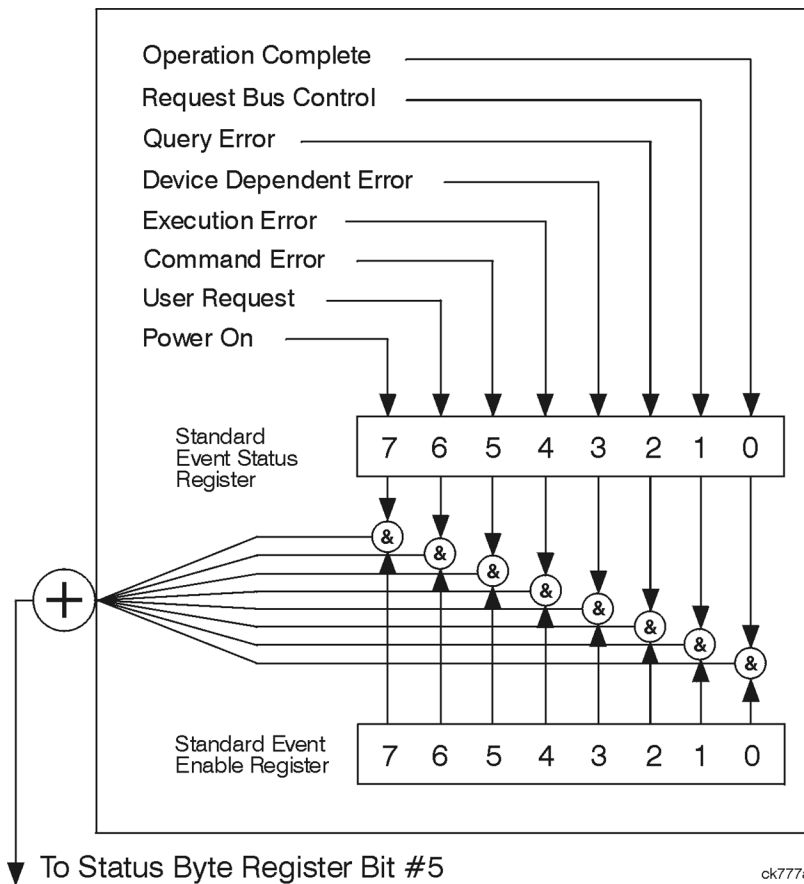 Operation Complete
Request Bus Control
Query Error
Device Dependent Error
Execution Error
Command Error
User Request
Power On
Standard
Event Status
Register
7 6 5 4 3 2 1 0
&
&
&
&
&
&
&
&
+
Standard Event
Enable Register
7 6 5 4 3 2 1 0
To Status Byte Register Bit #5
ck777a